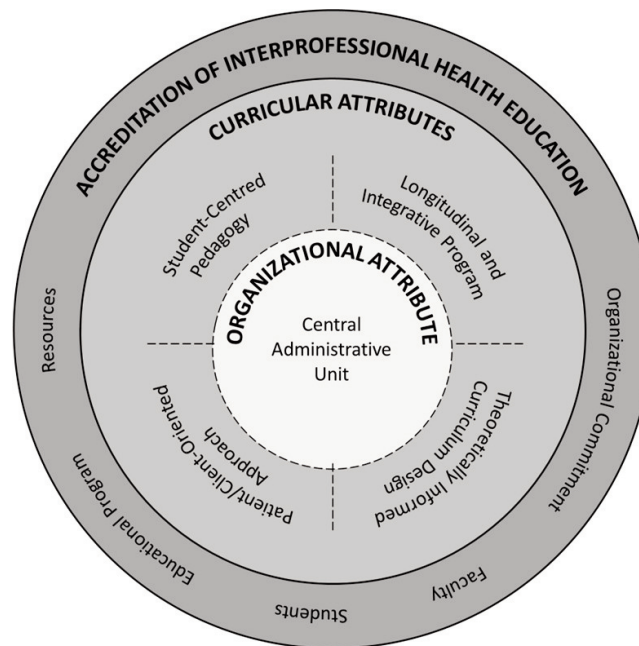 ACCREDITATION OF INTERPROFESSIONAL HEALTH EDUCATION
CURRICULAR ATTRIBUTES
Student-Centred
Pedagogy
Longitudinal and
Integrative Program
ORGANIZATIONAL ATTRIBUTE
Central
Administrative
Unit
Patient/Client-Oriented
Approach
Theoretically Informed
Curriculum Design
Resources
Organizational Commitment
Educational Program
Students
Faculty